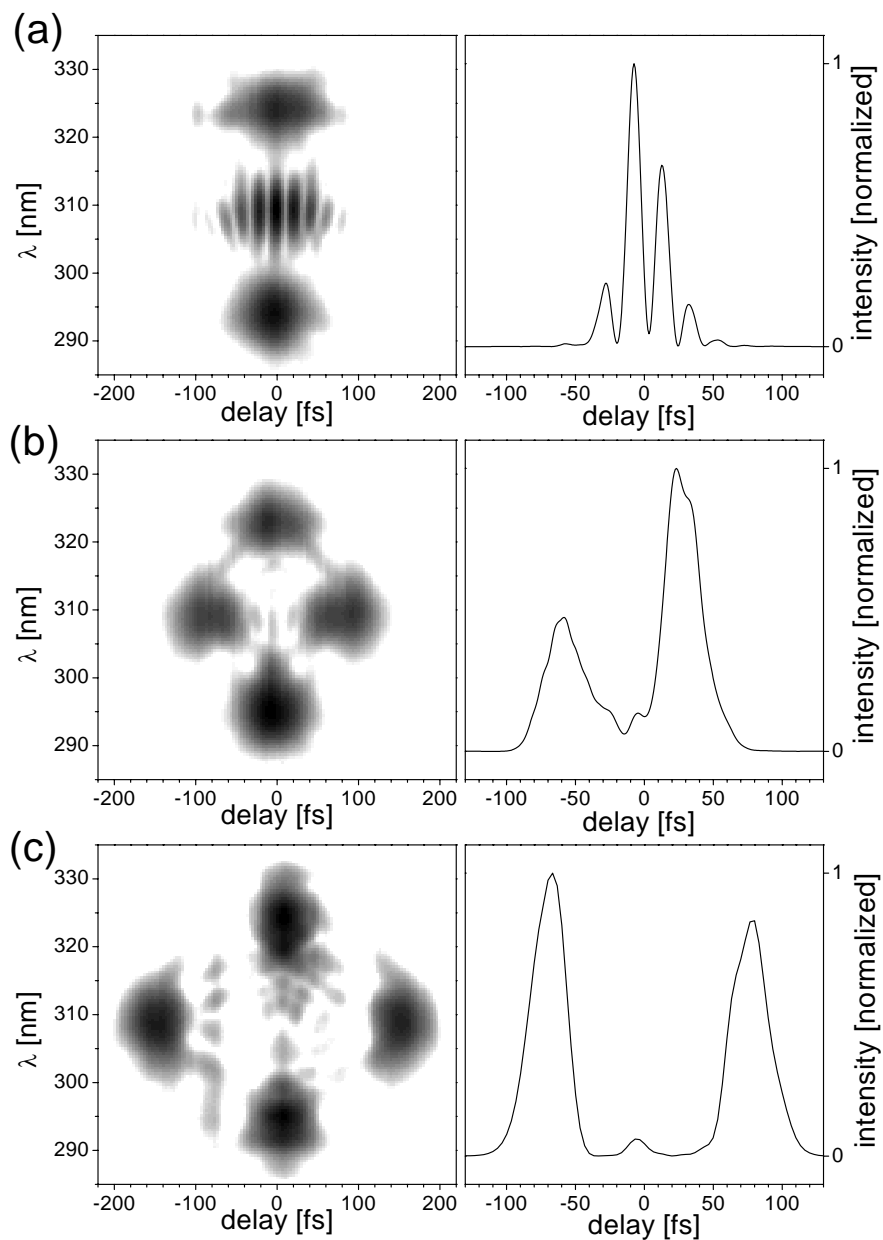 (a)
330
320
310
300
290
λ [nm]
-200 -100 0 100 200
delay [fs]
1
0
intensity [normalized]
-100 -50 0 50 100
delay [fs]
(b)
330
320
310
300
290
λ [nm]
-200 -100 0 100 200
delay [fs]
1
0
intensity [normalized]
-100 -50 0 50 100
delay [fs]
(c)
330
320
310
300
290
λ [nm]
-200 -100 0 100 200
delay [fs]
1
0
intensity [normalized]
-100 -50 0 50 100
delay [fs]